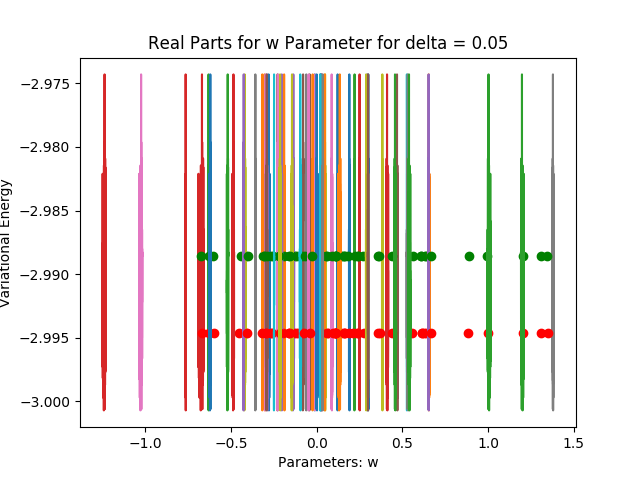 Real Parts for w Parameter for delta = 0.05
−2.975
−2.980
−2.985
−2.990
−2.995
−3.000
Variational Energy
−1.0 −0.5 0.0 0.5 1.0 1.5
Parameters: w